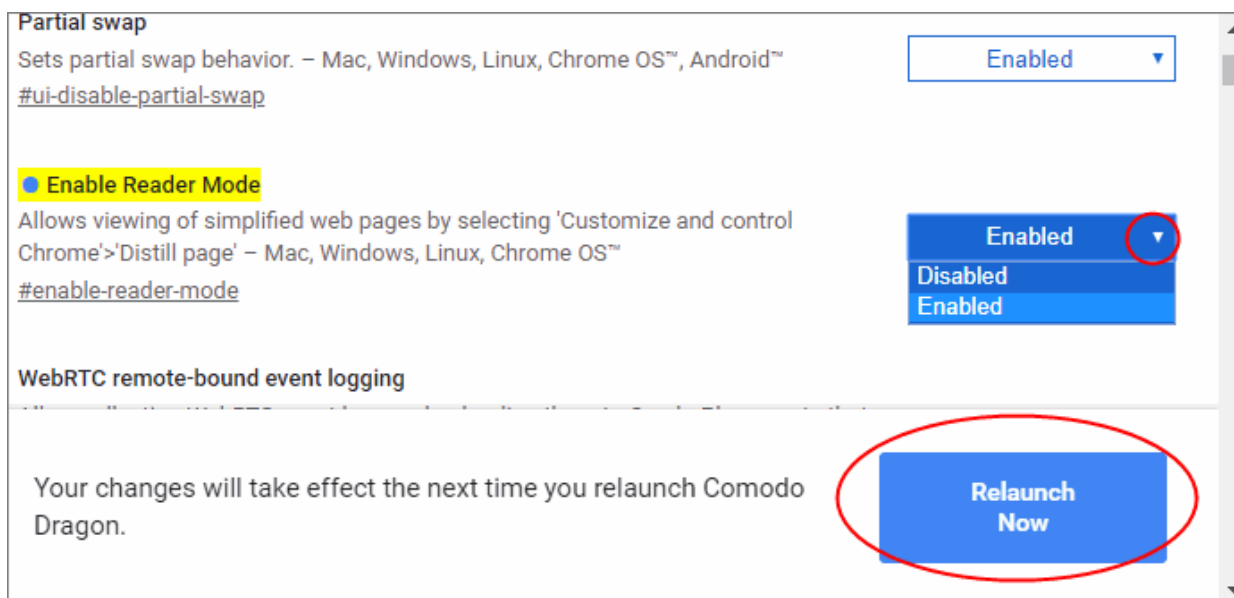 Partial swap
Sets partial swap behavior. – Mac, Windows, Linux, Chrome OS™, Android™
Enabled
#ui-disable-partial-swap
Enable Reader Mode
Allows viewing of simplified web pages by selecting 'Customize and control
Chrome'>'Distill page' – Mac, Windows, Linux, Chrome OS™
Enabled
Disabled
Enabled
#enable-reader-mode
WebRTC remote-bound event logging
Your changes will take effect the next time you relaunch Comodo
Dragon.
Relaunch
Now